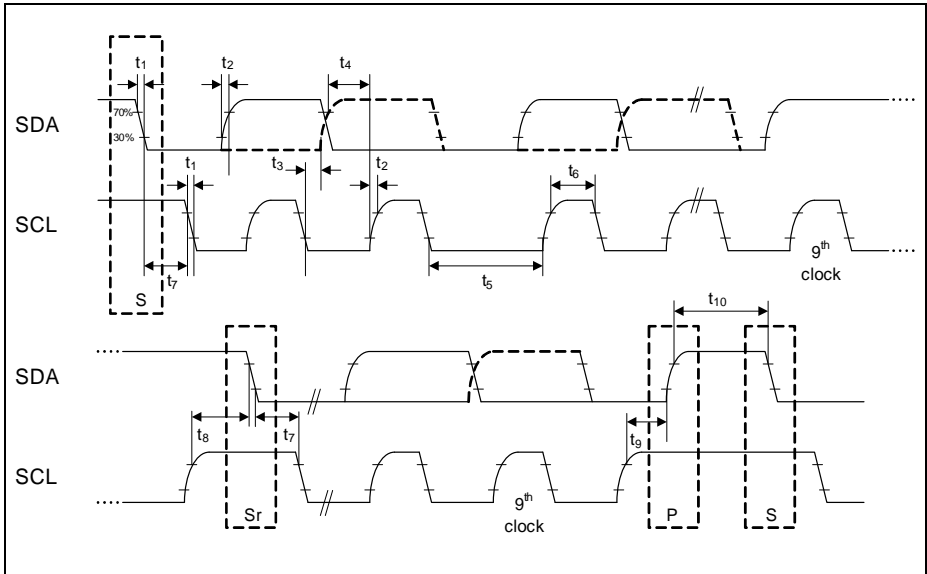 t1 t2 t4
SDA 70% ....
30%
t1 t3 t2 t6
SCL
9th
clock ....
t7 t5
S t10
....
SDA
t8 t7 t9
SCL
....
9th
clock
Sr P S